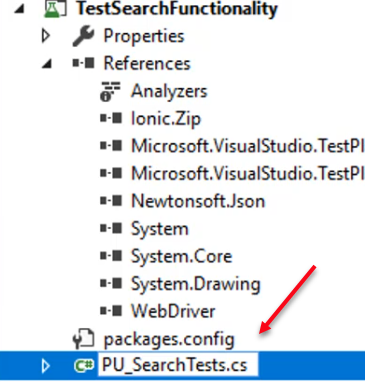 TestSearchFunctionality
Properties
References
Analyzers
Ionic.Zip
Microsoft.VisualStudio.TestPl
Microsoft.VisualStudio.TestPl
Newtonsoft.Json
System
System.Core
System.Drawing
WebDriver
packages.config
C# PU_SearchTests.cs